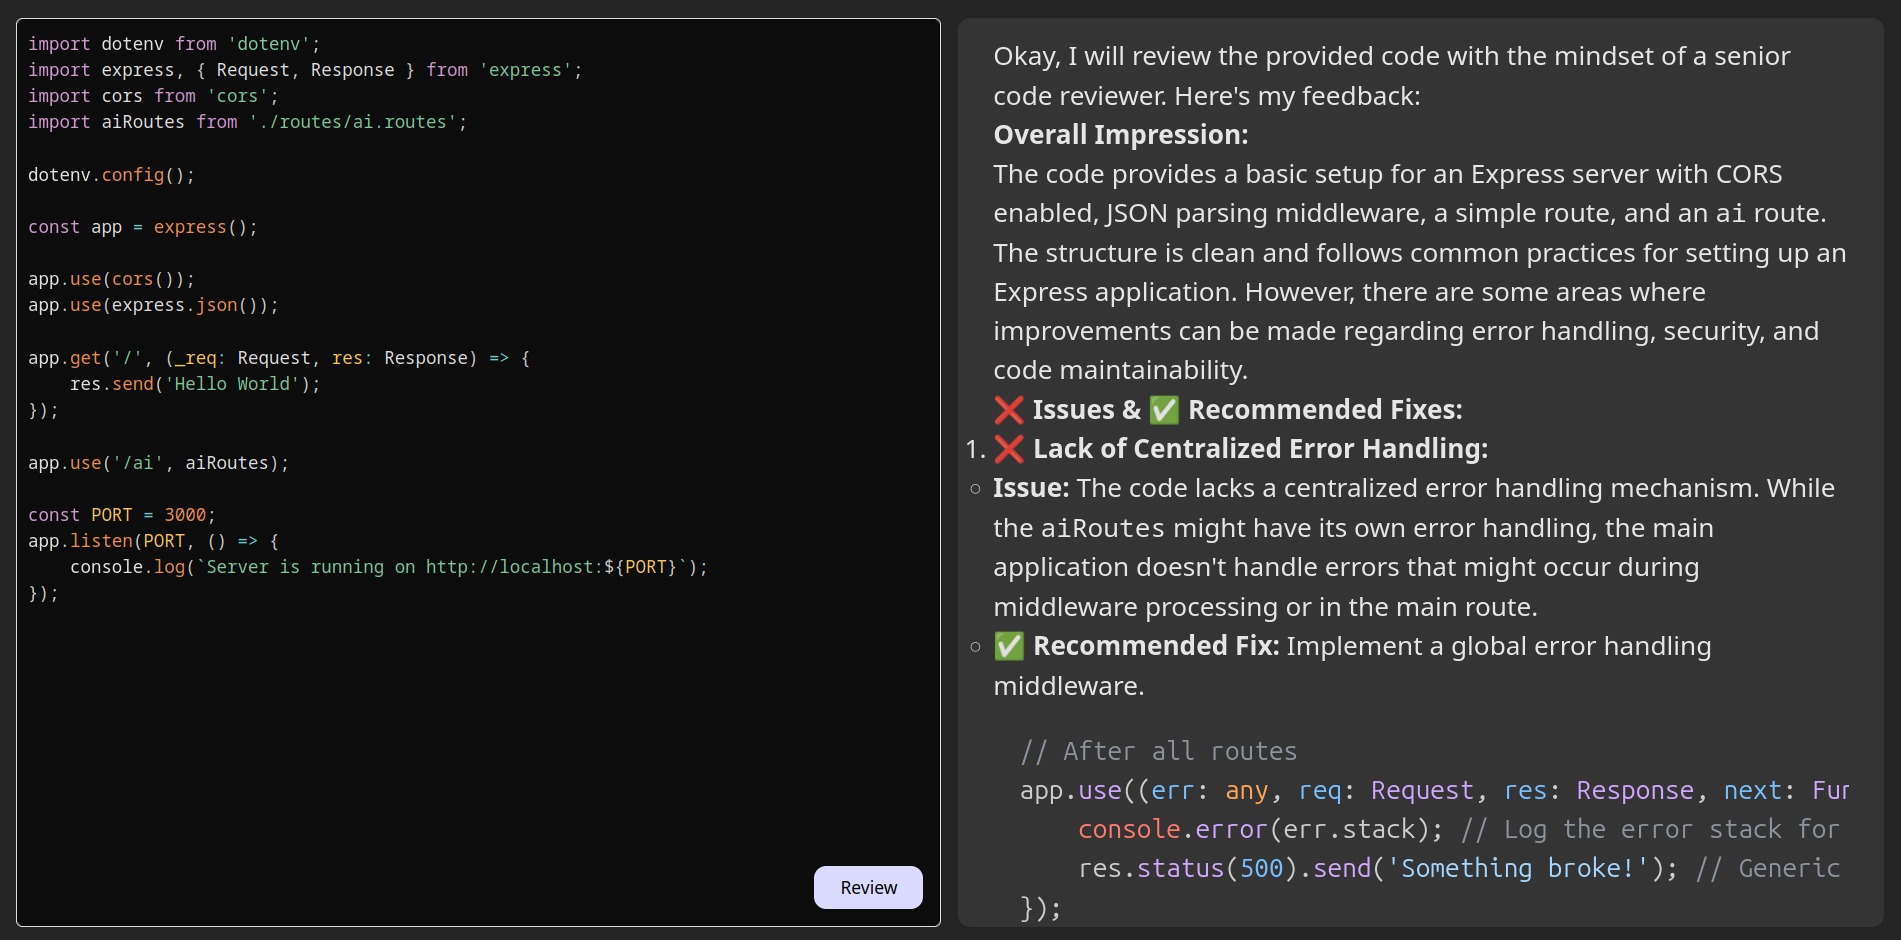 import dotenv from 'dotenv';
import express, { Request, Response } from 'express';
import cors from 'cors';
import aiRoutes from './routes/ai.routes';
dotenv.config();
const app = express();
app.use(cors());
app.use(express.json());
app.get('/', (_req: Request, res: Response) => {
    res.send('Hello World');
});
app.use('/ai', aiRoutes);
const PORT = 3000;
app.listen(PORT, () => {
    console.log(`Server is running on http://localhost:${PORT}`);
});
Review
Okay, I will review the provided code with the mindset of a senior
code reviewer. Here's my feedback:
Overall Impression:
The code provides a basic setup for an Express server with CORS
enabled, JSON parsing middleware, a simple route, and an ai route.
The structure is clean and follows common practices for setting up an
Express application. However, there are some areas where
improvements can be made regarding error handling, security, and
code maintainability.
❌ Issues & ✅ Recommended Fixes:
1. ❌ Lack of Centralized Error Handling:
○ Issue: The code lacks a centralized error handling mechanism. While
the aiRoutes might have its own error handling, the main
application doesn't handle errors that might occur during
middleware processing or in the main route.
○ ✅ Recommended Fix: Implement a global error handling
middleware.
// After all routes
app.use((err: any, req: Request, res: Response, next: Fun
    console.error(err.stack); // Log the error stack for
    res.status(500).send('Something broke!'); // Generic
});